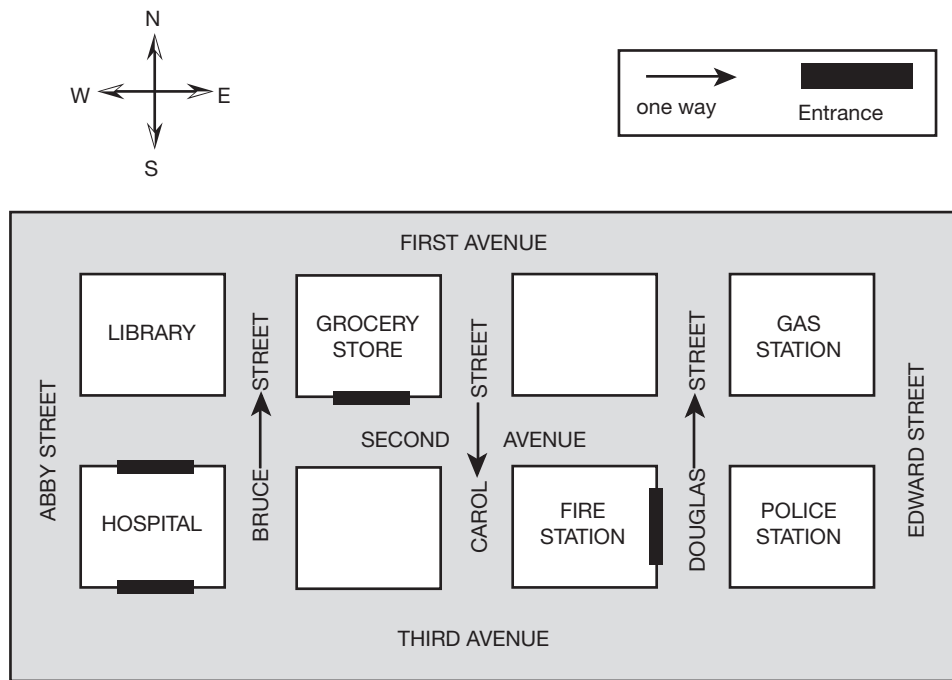 N
W E
S
one way
Entrance
FIRST AVENUE
LIBRARY
STREET
GROCERY
STORE
STREET
STREET
GAS
STATION
ABBY STREET
SECOND AVENUE
EDWARD STREET
HOSPITAL
BRUCE
CAROL
FIRE
STATION
DOUGLAS
POLICE
STATION
THIRD AVENUE